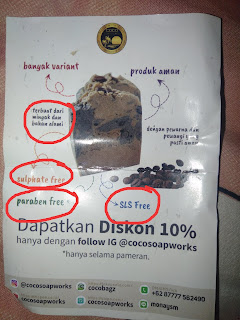 banyak variant
produk aman
terbuat dari
minyak dan
bahan alami
dengan pewarna dan
pewangi yang
pasti aman
sulphate free
paraben free
> SLS Free
Dapatkan Diskon 10%
hanya dengan follow IG @cocosoapworks
*hanya selama pameran.
@cocosoapworks
cocobagz
+62 87777 562490
@cocosoapworks
monagsm